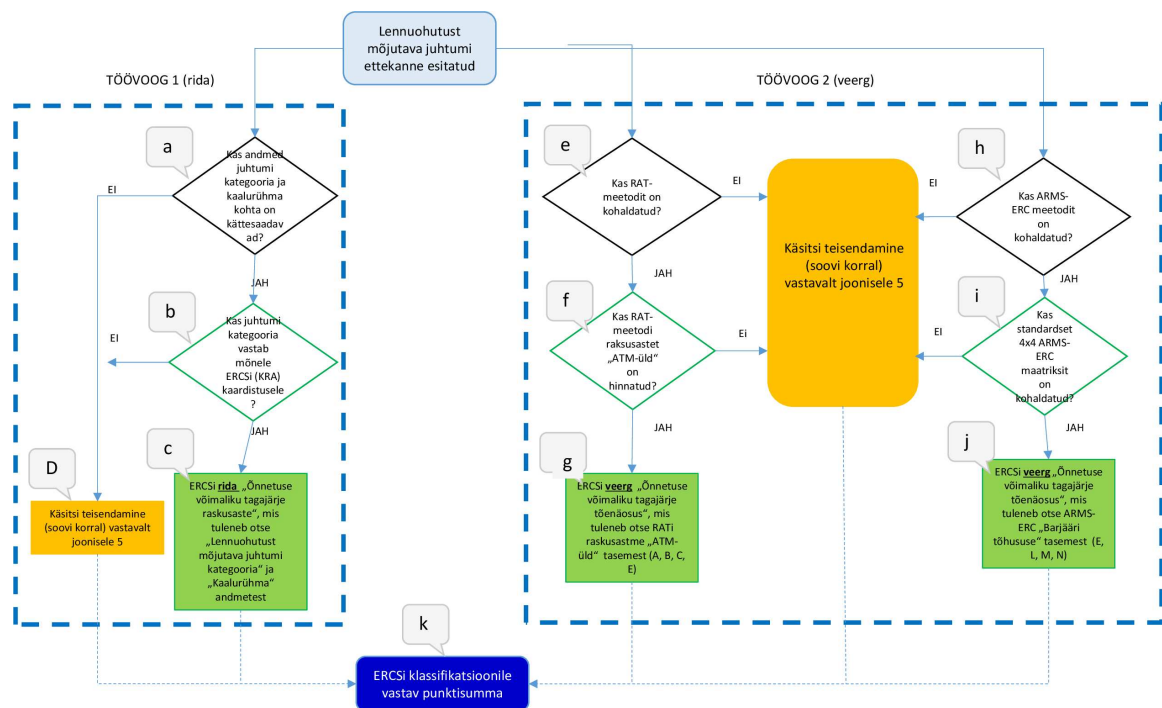 Lennuohutust
mõjutava juhtumi
ettekanne esitatud
TÖÖVOOG 1 (rida)
TÖÖVOOG 2 (veerg)
a
Kas andmed
juhtumi
kategooria ja
kaalurühma
kohta on
kättesaadav
ad?
EI
JAH
b
Kas juhtumi
kategooria
vastab
mõnele
ERCSi (KRA)
kaardistusele
?
EI
JAH
c
ERCSi rida „Õnnetuse
võimaliku tagajärje
raskusaste“, mis
tuleneb otse
„Lennuohutust
mõjutava juhtumi
kategooria“ ja
„Kaalurühma“
andmetest
D
Käsitsi teisendamine
(soovi korral) vastavalt
joonisele 5
e
Kas RAT-
meetodit on
kohaldatud?
EI
JAH
f
Kas RAT-
meetodi
raksusastet
„ATM-üld“
on
hinnatud?
Ei
JAH
g
ERCSi veerg „Õnnetuse
võimaliku tagajärje
tõenäosus“, mis
tuleneb otse RATi
raskusastme „ATM-
üld“ tasemest (A, B, C,
E)
Käsitsi teisendamine
(soovi korral)
vastavalt joonisele 5
h
Kas ARMS-
ERC meetodit
on
kohaldatud?
EI
JAH
i
Kas
standardset
4x4 ARMS-
ERC
maatriksit
on
kohaldatud?
EI
JAH
j
ERCSi veerg „Õnnetuse
võimaliku tagajärje
tõenäosus“, mis
tuleneb otse ARMS-
ERC „Barjääri
tõhususe“ tasemest (E,
L, M, N)
k
ERCSi klassifikatsioonile
vastav punktisumma